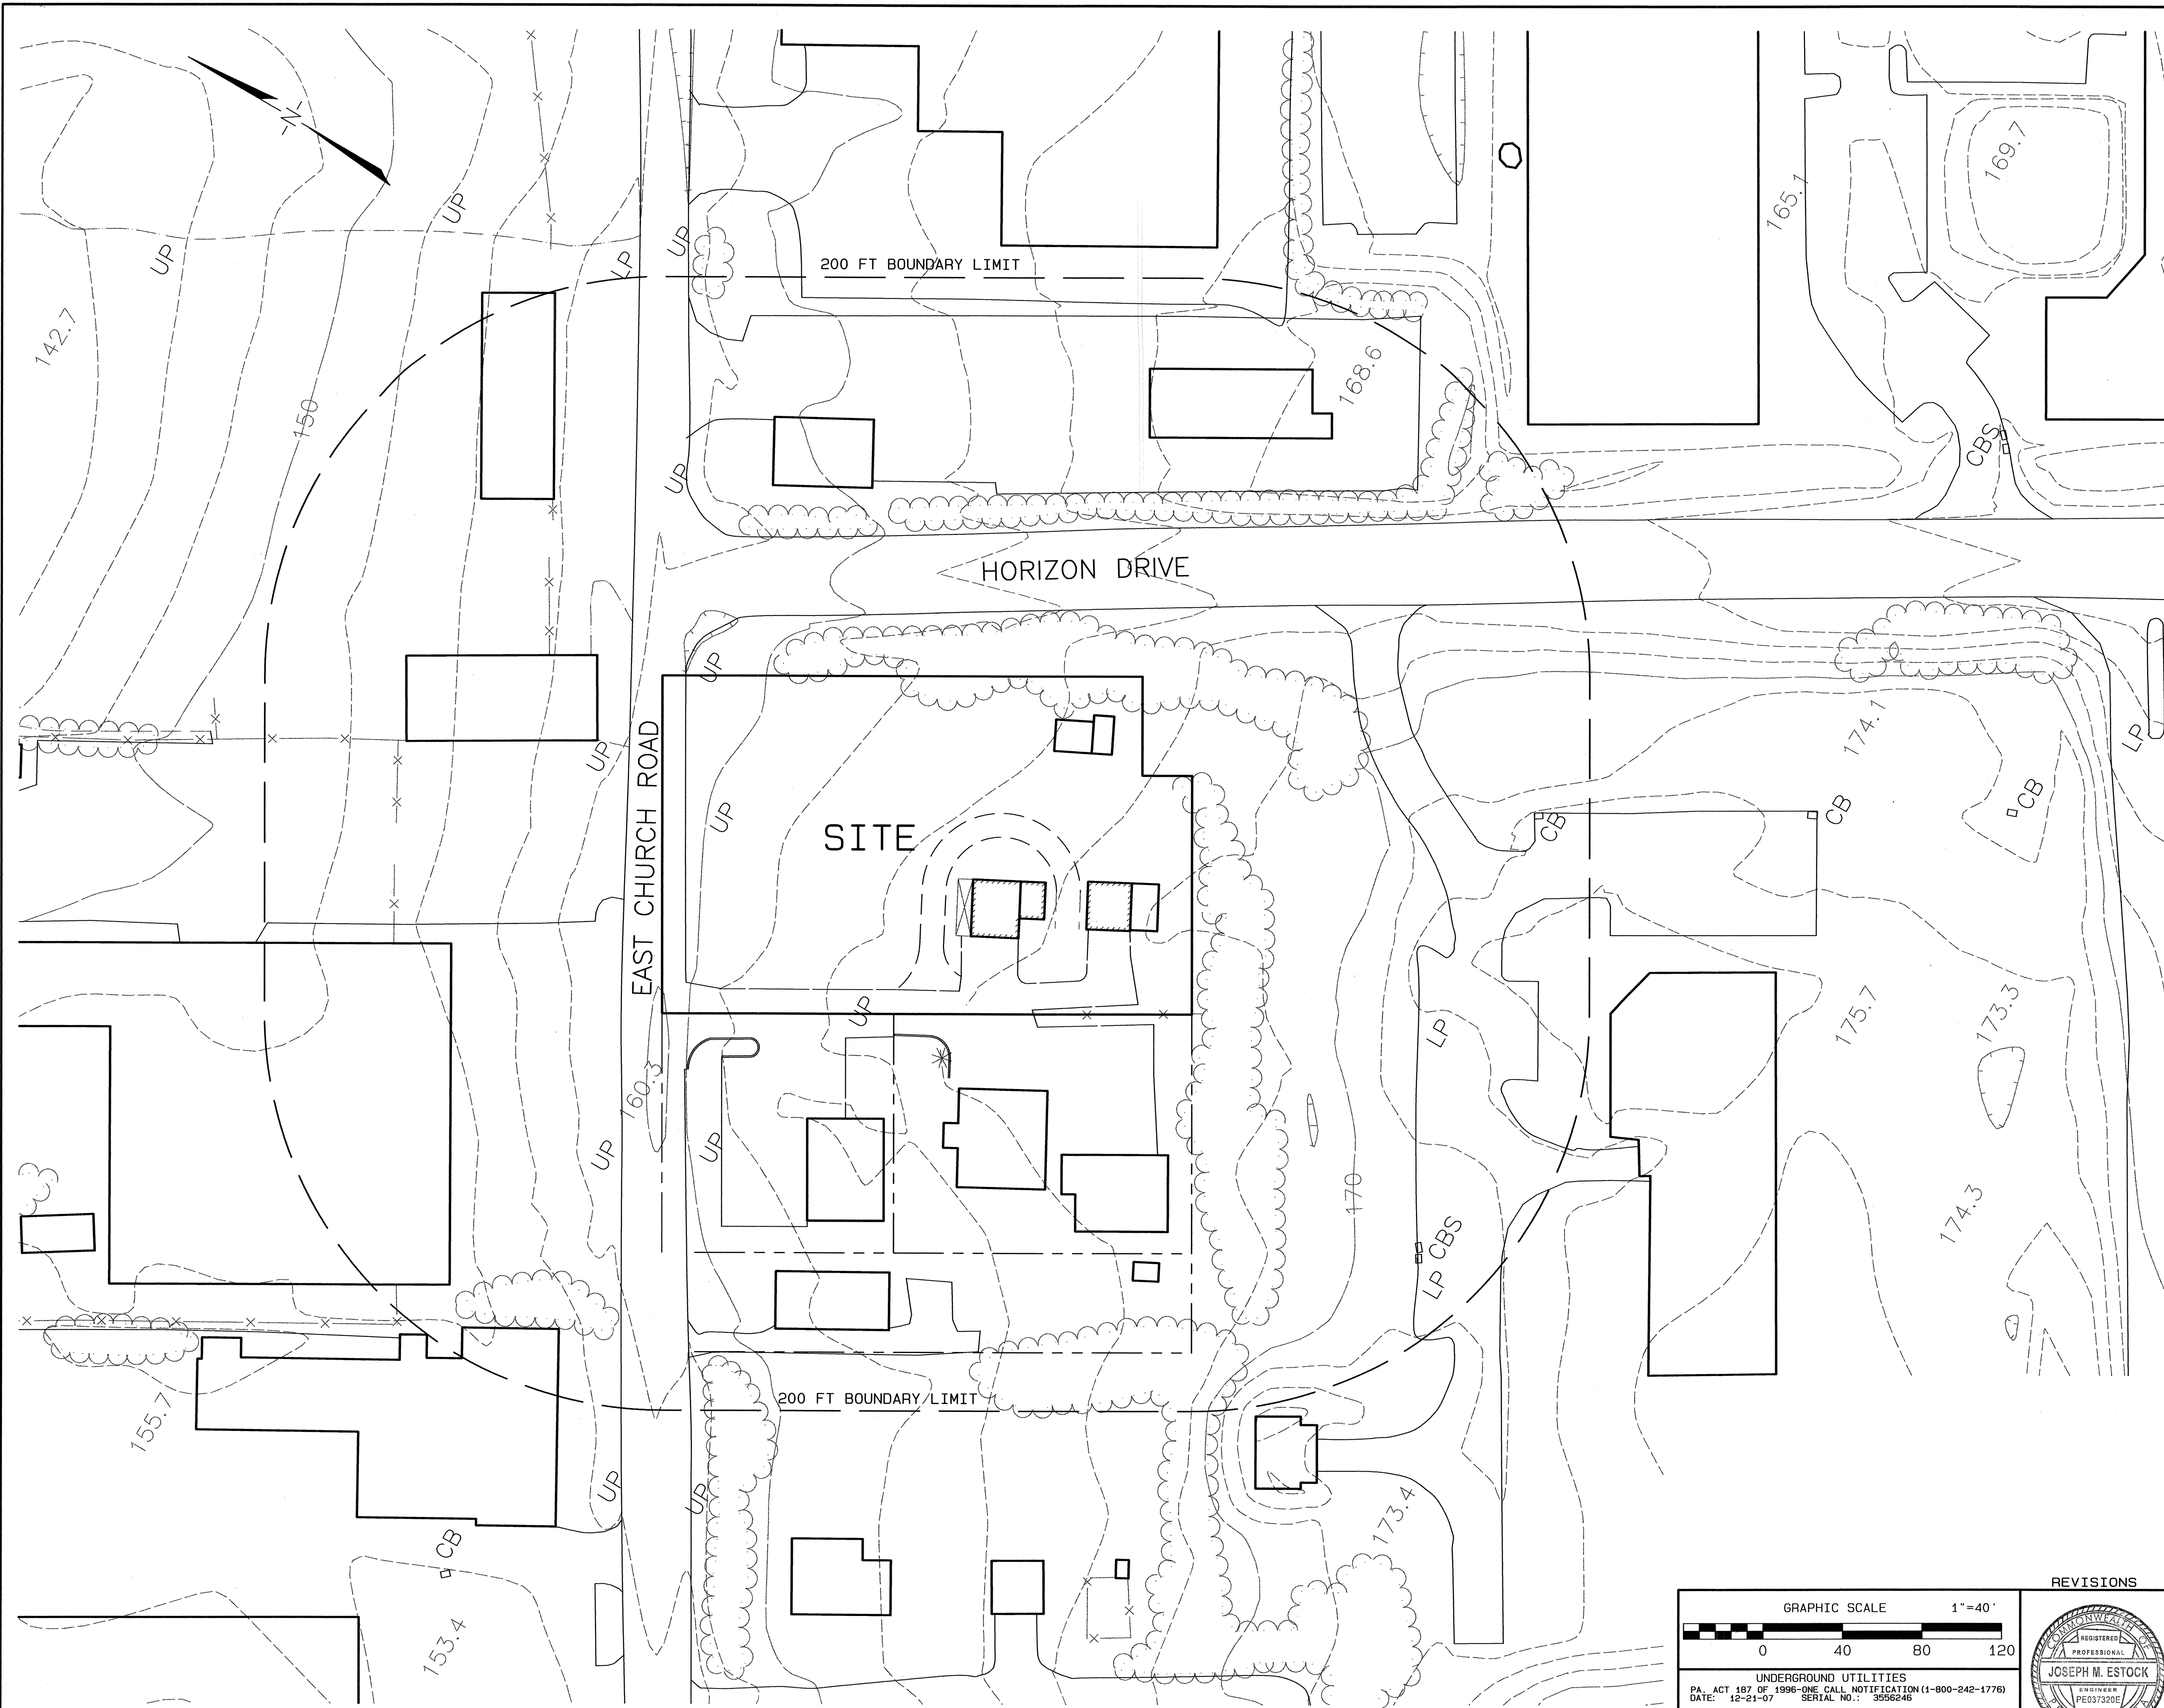 -N-
UP
UP
LP
UP
200 FT BOUNDARY LIMIT
165.1
169.7
142.7
150
168.6
UP
CBS
HORIZON DRIVE
UP
UP
EAST CHURCH ROAD
UP
SITE
174.1
LP
CB
CB
CB
UP
LP
175.7
173.3
160.3
UP
UP
170
CBS
LP
174.3
200 FT BOUNDARY LIMIT
155.7
UP
UP
173.4
CB
153.4
REVISIONS
GRAPHIC SCALE 1"=40'
0 40 80 120
UNDERGROUND UTILITIES
PA. ACT 187 OF 1996-ONE CALL NOTIFICATION(1-800-242-1776)
DATE: 12-21-07 SERIAL NO.: 3556246
COMMONWEALTH OF
REGISTERED
PROFESSIONAL
JOSEPH M. ESTOCK
ENGINEER
PE037320E